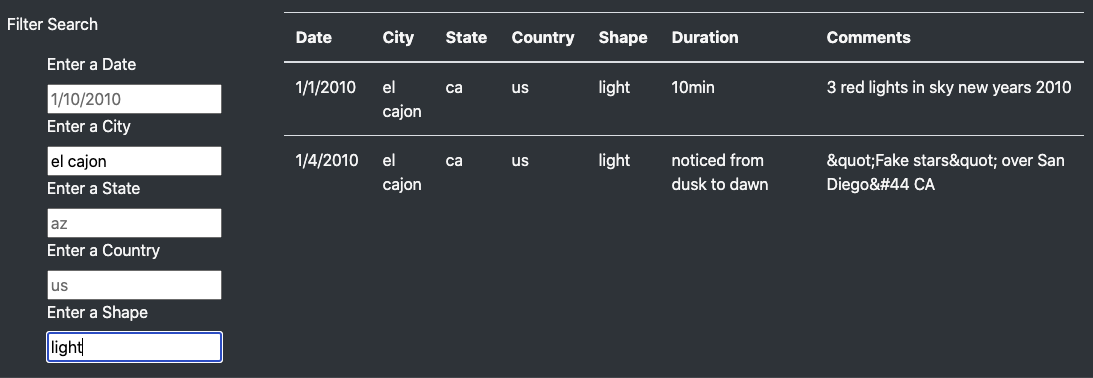 Filter Search
Enter a Date
1/10/2010
Enter a City
el cajon
Enter a State
az
Enter a Country
us
Enter a Shape
light
Date City State Country Shape Duration Comments
1/1/2010 el ca us light 10min 3 red lights in sky new years 2010
cajon
1/4/2010 el ca us light noticed from &quot;Fake stars&quot; over San
cajon dusk to dawn Diego&#44 CA